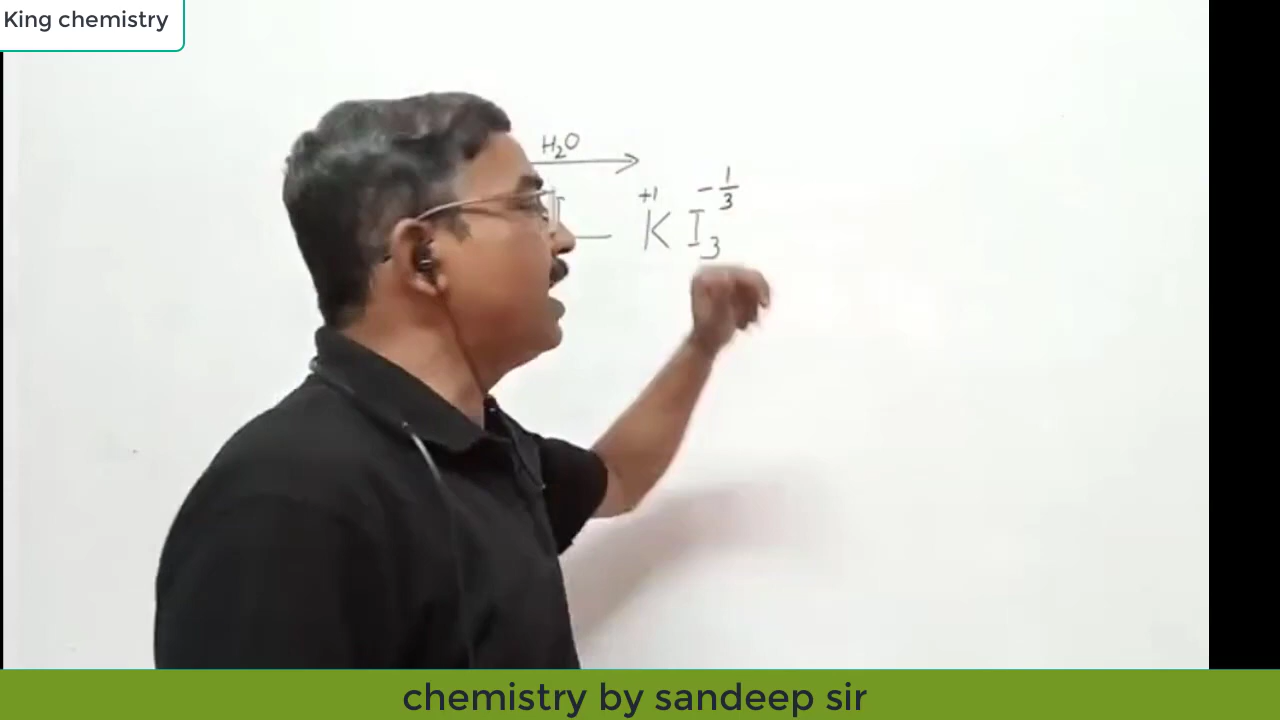 King chemistry
H₂O
+1 -1/3
K I₃
chemistry by sandeep sir